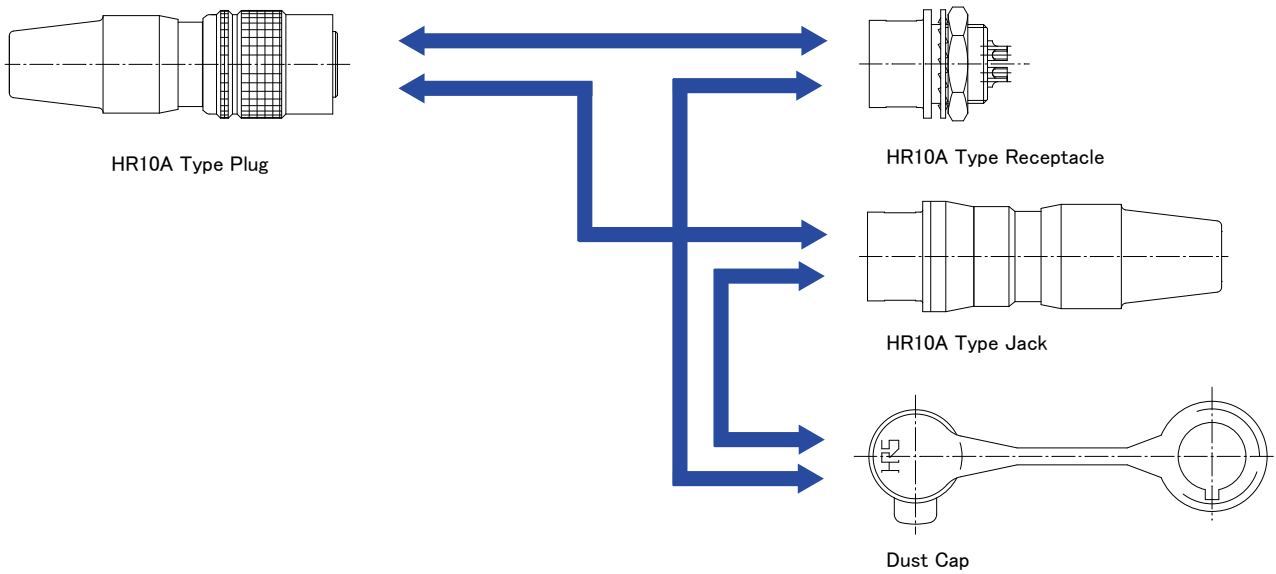 HR10A Type Plug
HR10A Type Receptacle
HR10A Type Jack
HRS
Dust Cap